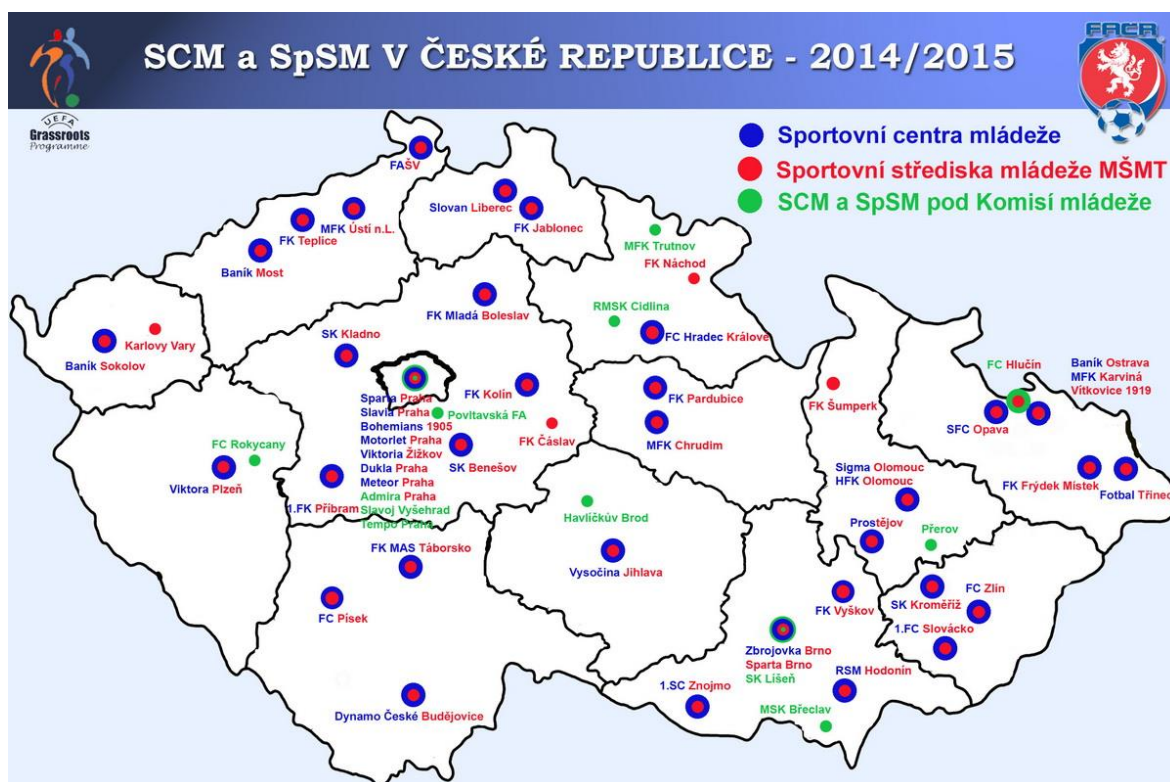 SCM a SpSM V ČESKÉ REPUBLICE - 2014/2015
FAČR
UEFA
Grassroots
Programme
Sportovní centra mládeže
Sportovní střediska mládeže MŠMT
SCM a SpSM pod Komisí mládeže
FAŠV
MFK Ústí n.L.
FK Teplice
Baník Most
Slovan Liberec
FK Jablonec
MFK Trutnov
FK Náchod
RMSK Cidlina
FC Hradec Králove
Karlovy Vary
Baník Sokolov
SK Kladno
FK Mladá Boleslav
FK Kolín
Povltavská FA
FK Čáslav
SK Benešov
Sparta Praha
Slavia Praha
Bohemians 1905
Motorlet Praha
Viktoria Žižkov
Dukla Praha
Meteor Praha
Admira Praha
Slavoj Vyšehrad
Tempo Praha
1.FK Příbram
FC Rokycany
Viktora Plzeň
FK Pardubice
MFK Chrudim
FK Šumperk
FC Hlučín
Baník Ostrava
MFK Karviná
Vítkovice 1919
SFC Opava
FK Frýdek Místek
Fotbal Třinec
Sigma Olomouc
HFK Olomouc
Prostějov
Přerov
Havlíčkův Brod
Vysočina Jihlava
FK MAS Táborsko
FC Písek
Dynamo České Budějovice
FK Vyškov
Zbrojovka Brno
Sparta Brno
SK Líšeň
1.SC Znojmo
RSM Hodonín
MSK Břeclav
SK Kroměříž
FC Zlín
1.FC Slovácko